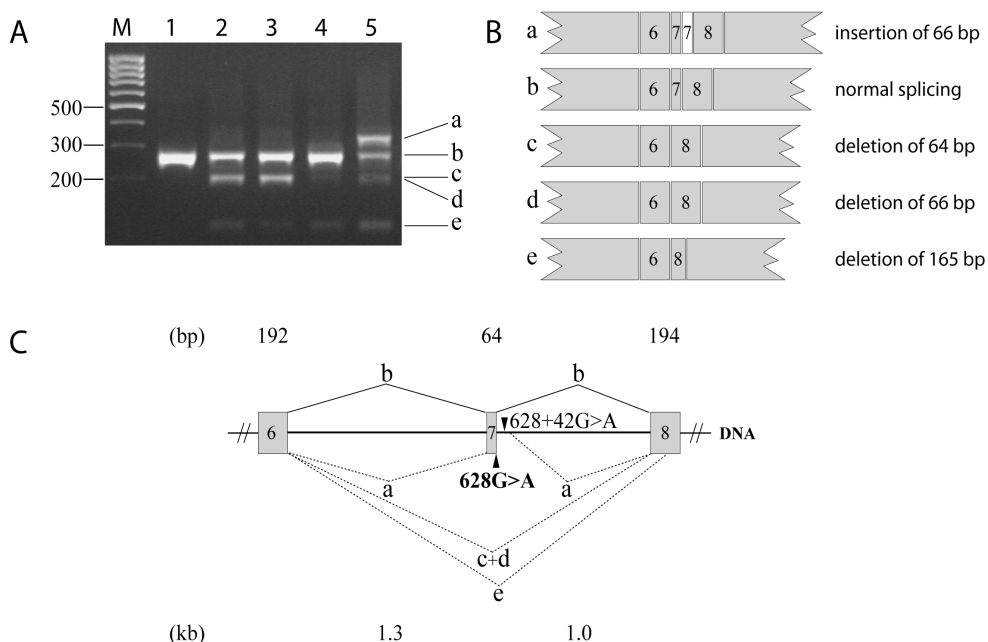 A
M 1 2 3 4 5
500
300
200
a
b
c
d
e
B
a 6 7 7 8 insertion of 66 bp
b 6 7 8 normal splicing
c 6 8 deletion of 64 bp
d 6 8 deletion of 66 bp
e 6 8 deletion of 165 bp
C
(bp) 192 64 194
b b
628+42G>A
6 7 8 DNA
a 628G>A a
c+d
e
(kb) 1.3 1.0